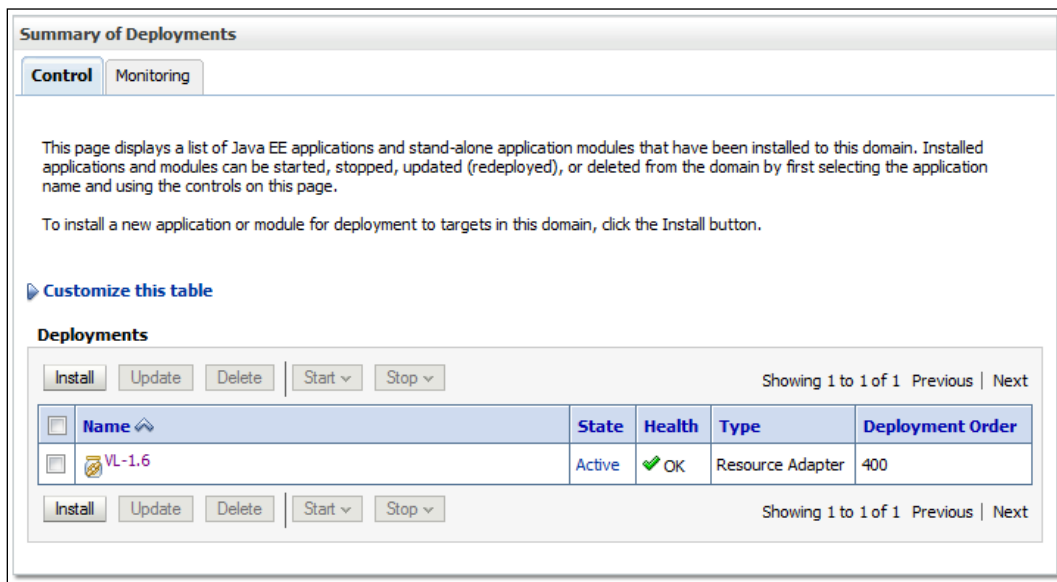 Summary of Deployments
Control Monitoring
This page displays a list of Java EE applications and stand-alone application modules that have been installed to this domain. Installed
applications and modules can be started, stopped, updated (redeployed), or deleted from the domain by first selecting the application
name and using the controls on this page.
To install a new application or module for deployment to targets in this domain, click the Install button.
Customize this table
Deployments
Install Update Delete Start Stop Showing 1 to 1 of 1 Previous | Next
Name State Health Type Deployment Order
VL-1.6 Active OK Resource Adapter 400
Install Update Delete Start Stop Showing 1 to 1 of 1 Previous | Next